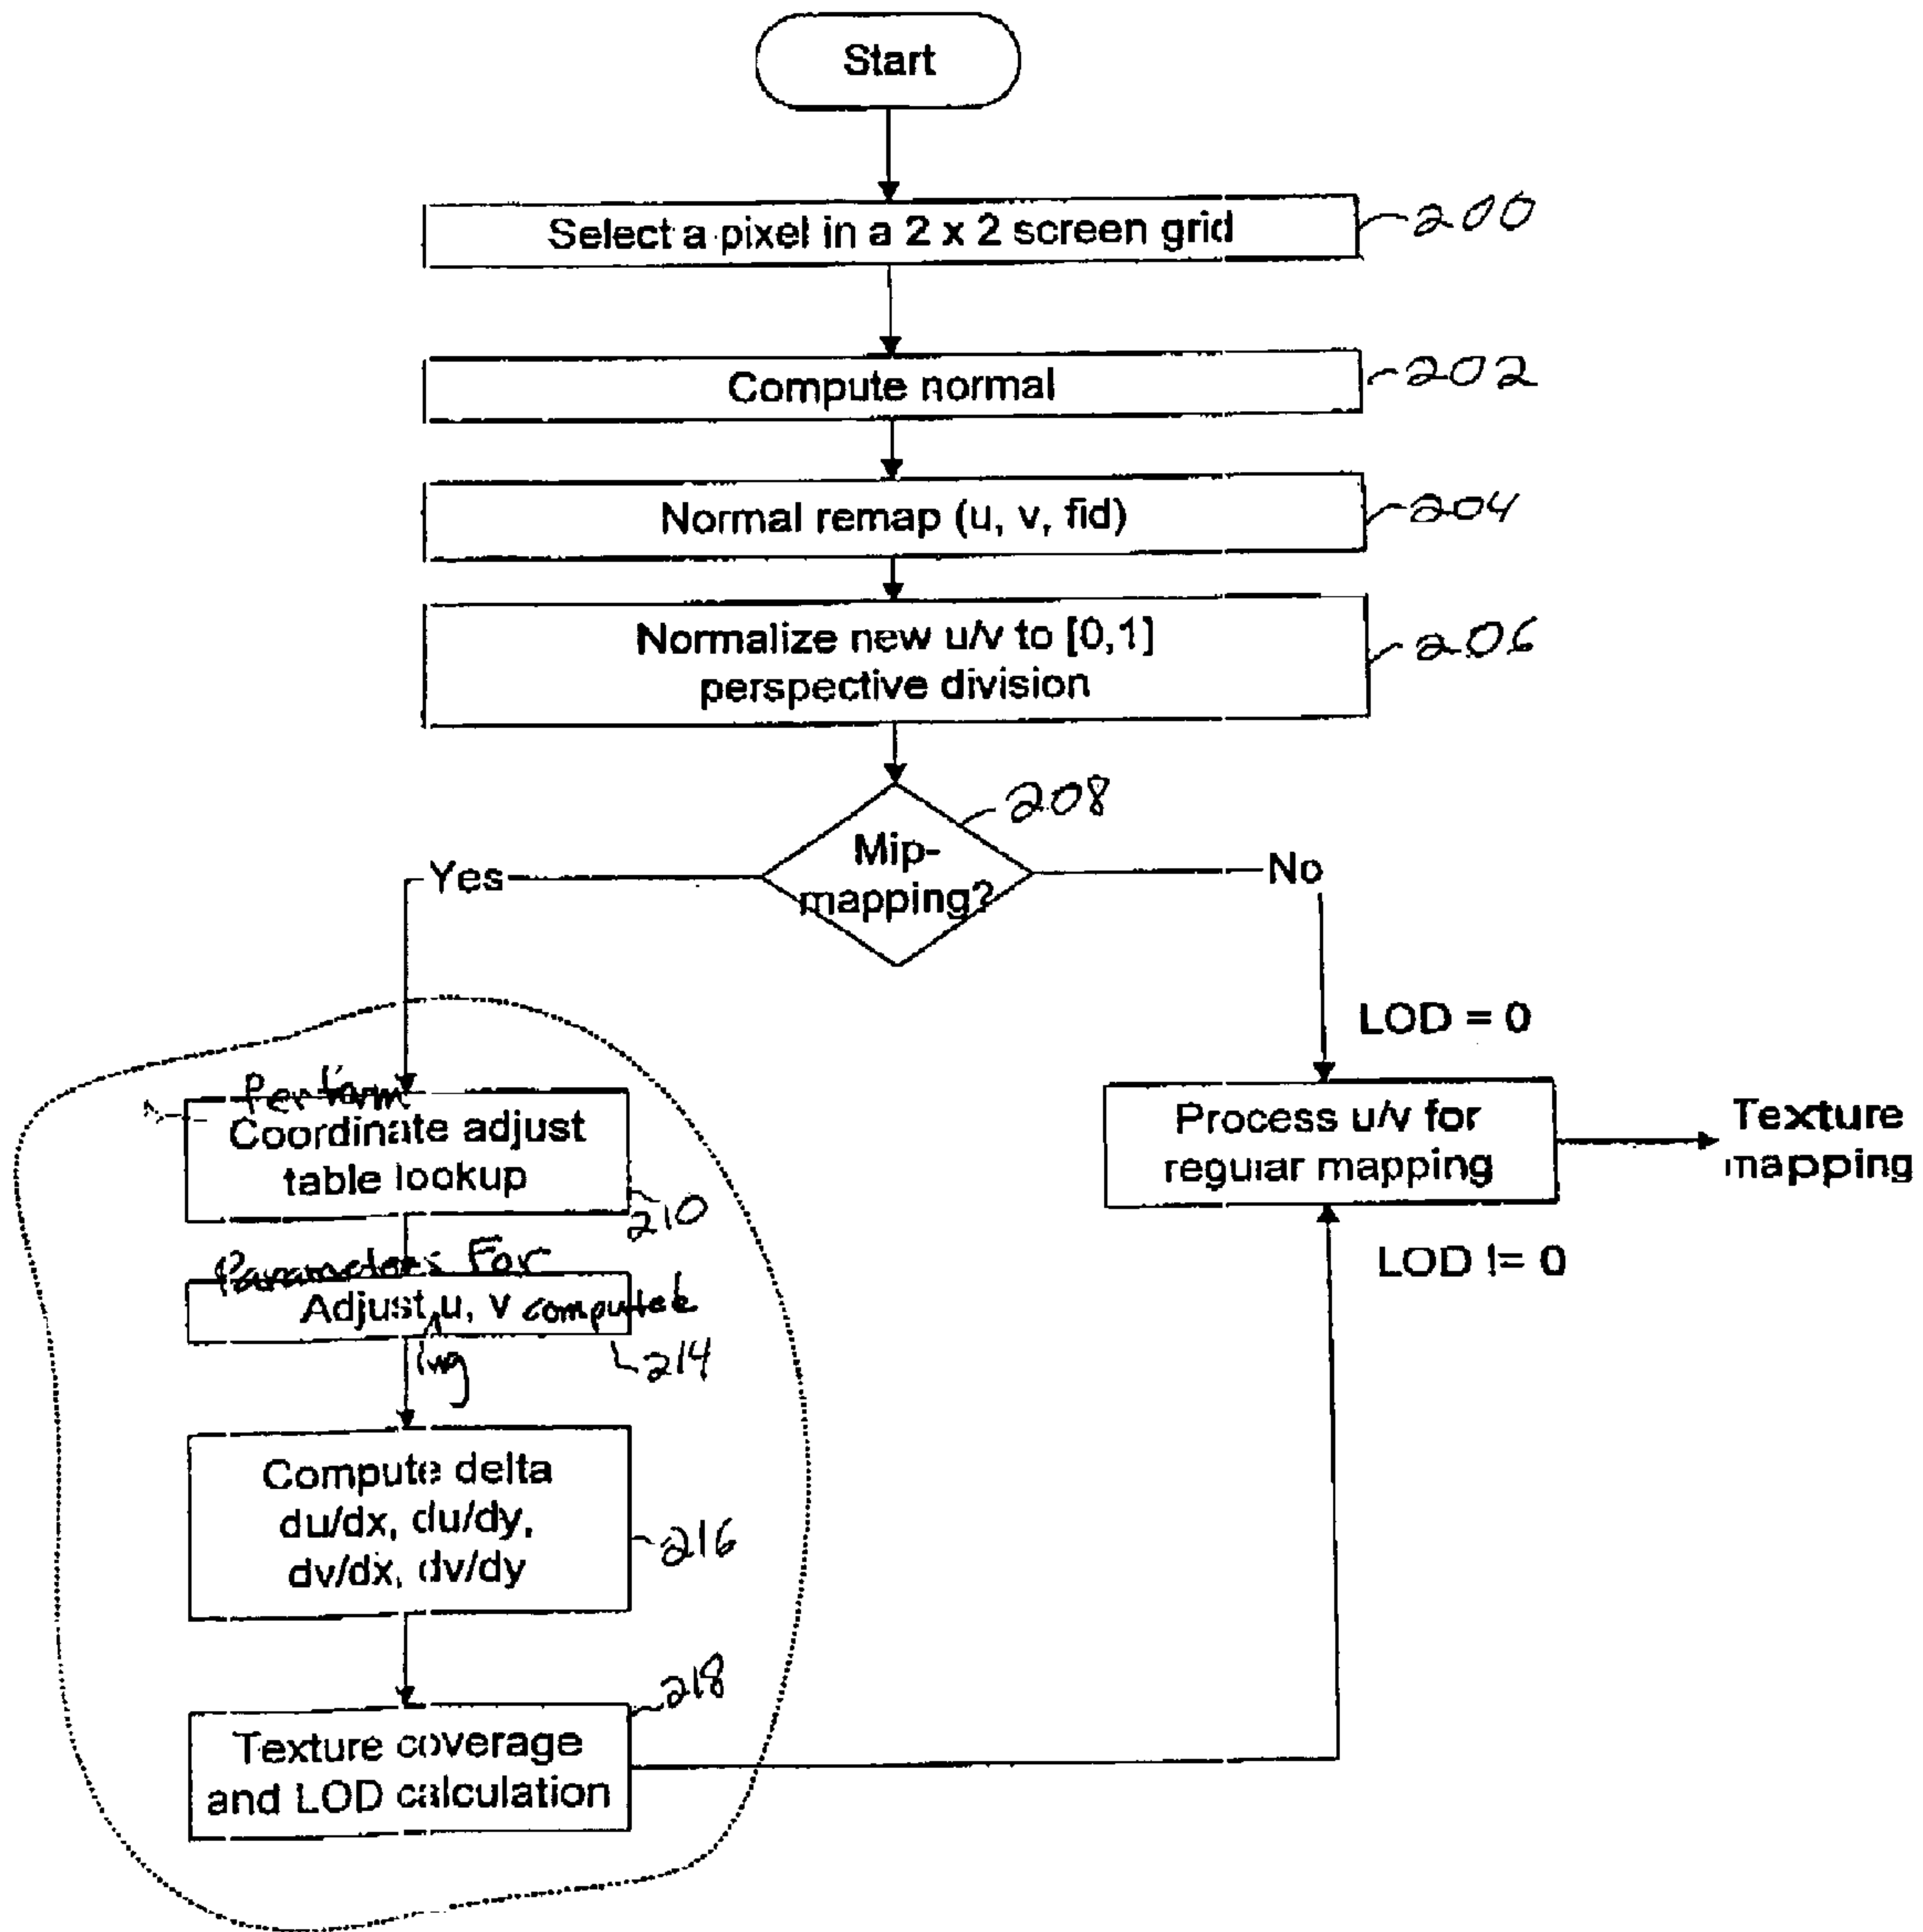 Start
Select a pixel in a 2 x 2 screen grid
200
Compute normal
202
Normal remap (u, v, fid)
204
Normalize new u/v to [0,1]
perspective division
206
208
Mip-
mapping?
Yes
No
LOD = 0
Perform
Coordinate adjust
table lookup
210
Process u/v for
regular mapping
Texture
mapping
LOD != 0
Parameters For
Adjust u, v
ing
214
Compute delta
du/dx, du/dy,
dv/dx, dv/dy
216
218
Texture coverage
and LOD calculation